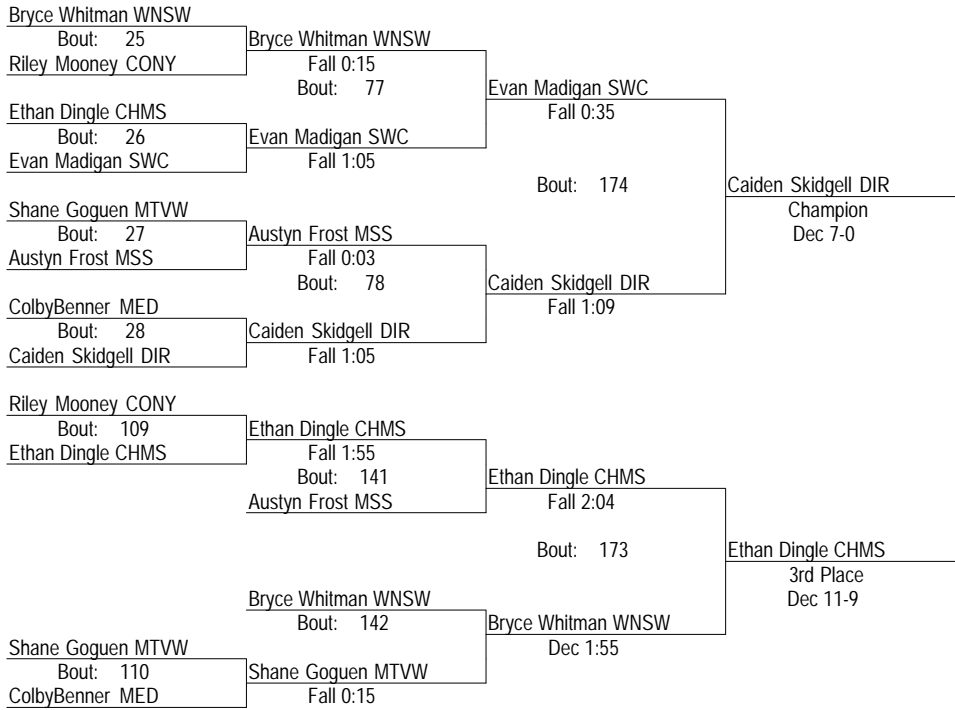 Bryce Whitman WNSW
Bout: 25
Bryce Whitman WNSW
Riley Mooney CONY
Fall 0:15
Bout: 77
Evan Madigan SWC
Ethan Dingle CHMS
Fall 0:35
Bout: 26
Evan Madigan SWC
Evan Madigan SWC
Fall 1:05
Bout: 174
Caiden Skidgell DIR
Shane Goguen MTVW
Champion
Bout: 27
Austyn Frost MSS
Dec 7-0
Austyn Frost MSS
Fall 0:03
Bout: 78
Caiden Skidgell DIR
ColbyBenner MED
Fall 1:09
Bout: 28
Caiden Skidgell DIR
Caiden Skidgell DIR
Fall 1:05
Riley Mooney CONY
Bout: 109
Ethan Dingle CHMS
Ethan Dingle CHMS
Fall 1:55
Bout: 141
Ethan Dingle CHMS
Austyn Frost MSS
Fall 2:04
Bout: 173
Ethan Dingle CHMS
3rd Place
Bryce Whitman WNSW
Dec 11-9
Bout: 142
Bryce Whitman WNSW
Shane Goguen MTVW
Dec 1:55
Bout: 110
Shane Goguen MTVW
ColbyBenner MED
Fall 0:15